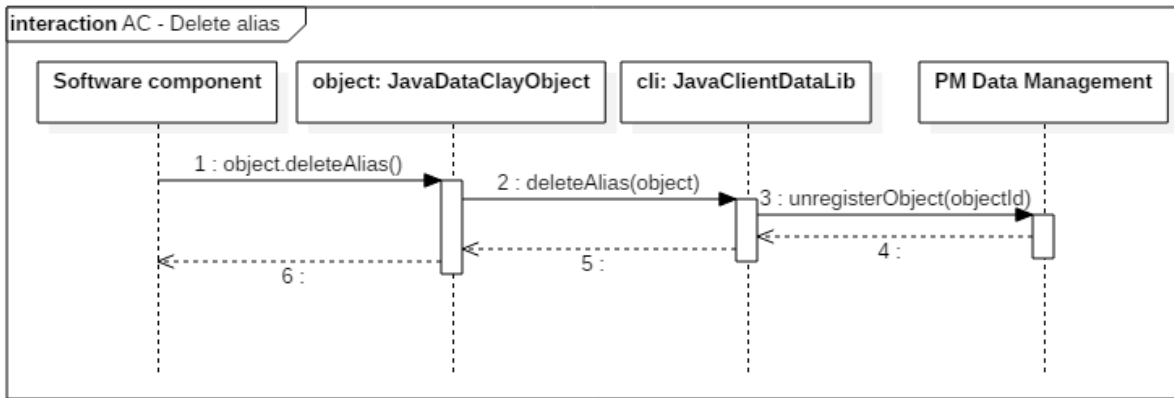 interaction AC - Delete alias
Software component
object: JavaDataClayObject
cli: JavaClientDataLib
PM Data Management
1 : object.deleteAlias()
2 : deleteAlias(object)
3 : unregisterObject(objectId)
4 :
5 :
6 :